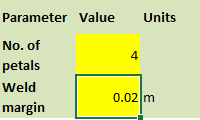 Parameter Value Units
No. of
petals 4
Weld
margin 0.02 m